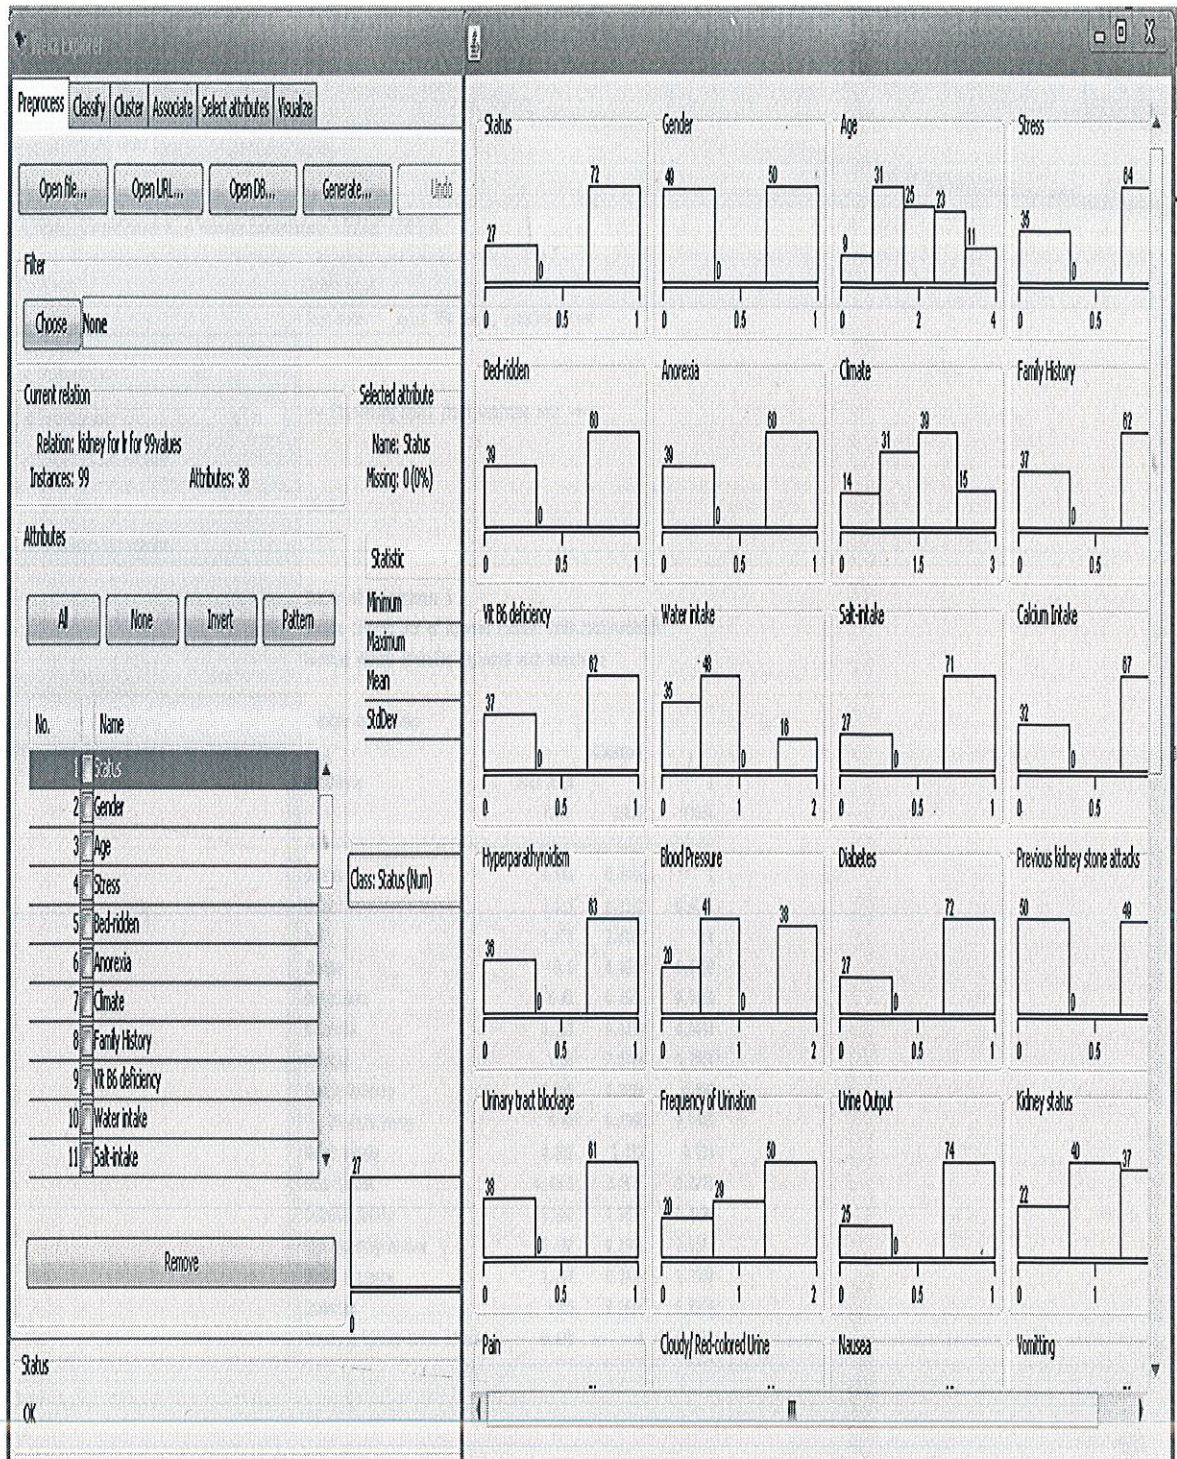 Weka Explorer
Preprocess Classify Cluster Associate Select attributes Visualize
Open file... Open URL... Open DB... Generate... Undo
Filter
Choose None
Current relation
Relation: kidney for lr for 99values
Instances: 99 Attributes: 38
Selected attribute
Name: Status
Missing: 0 (0%)
Attributes
All None Invert Pattern
Statistic
Minimum
Maximum
Mean
StdDev
No. Name
1 Status
2 Gender
3 Age
4 Stress
5 Bed-ridden
6 Anorexia
7 Climate
8 Family History
9 Vit B6 deficiency
10 Water intake
11 Salt-intake
Class: Status (Num)
27
0
Remove
Status
OK
Status Gender Age Stress
27 0 72
0 0.5 1
0 50
0 0.5 1
9 31 25 23 11
0 2 4
35 0 64
0 0.5
Bed-ridden Anorexia Climate Family History
39 0 60
0 0.5 1
39 0 60
0 0.5 1
14 31 39 15
0 1.5 3
37 0 62
0 0.5
Vit B6 deficiency Water intake Salt-intake Calcium Intake
37 0 62
0 0.5 1
35 48 0 16
0 1 2
27 0 71
0 0.5 1
32 0 67
0 0.5
Hyperparathyroidism Blood Pressure Diabetes Previous kidney stone attacks
36 0 63
0 0.5 1
20 41 0 38
0 1 2
27 0 72
0 0.5 1
50 0 49
0 0.5
Urinary tract blockage Frequency of Urination Urine Output Kidney status
38 0 61
0 0.5 1
20 29 50
0 1 2
25 0 74
0 0.5 1
22 40 37
0 1
Pain Cloudy/ Red-colored Urine Nausea Vomitting